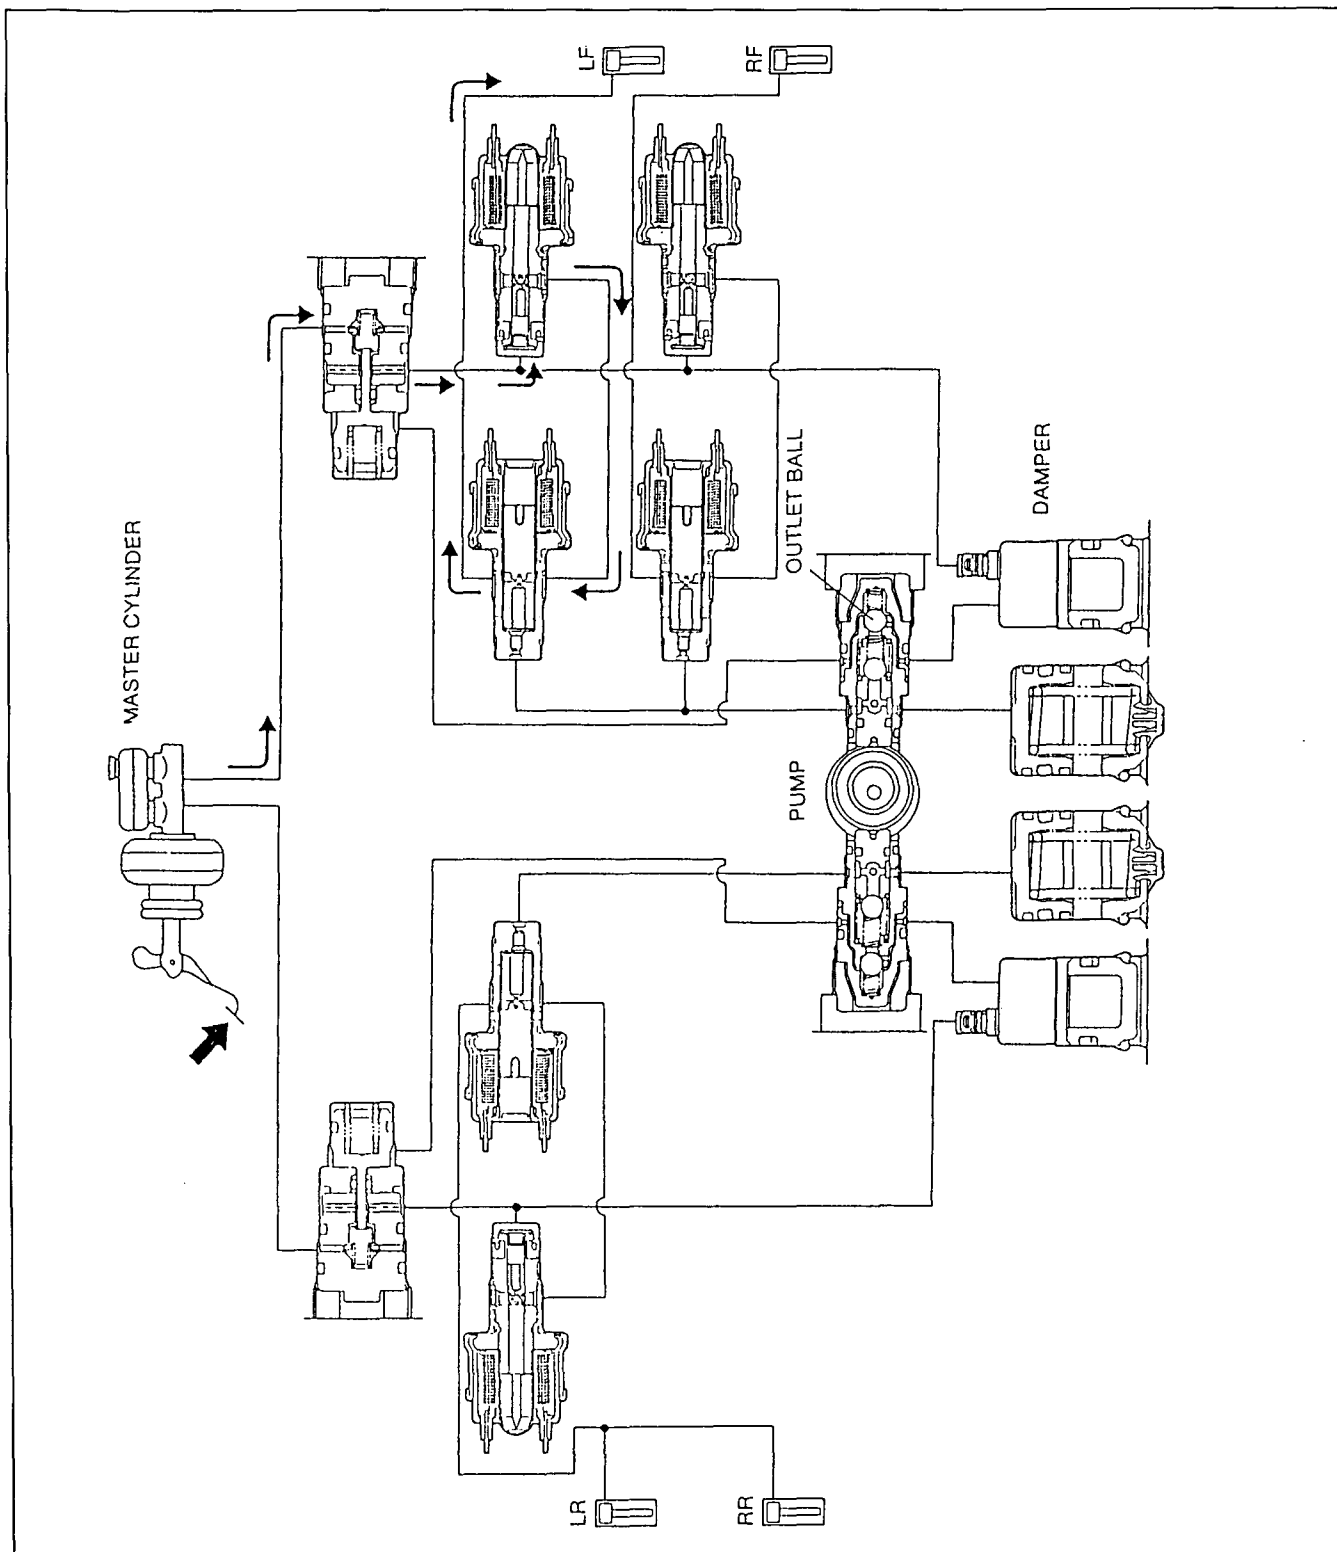 MASTER CYLINDER
LF
RF
OUTLET BALL
DAMPER
PUMP
LR
RR